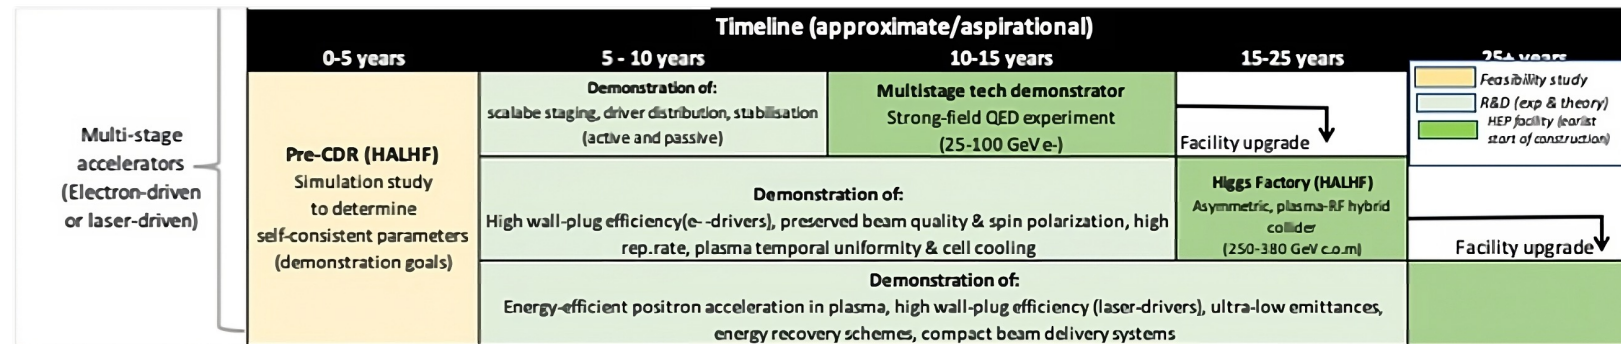 Timeline (approximate/aspirational)
0-5 years
5 - 10 years
10-15 years
15-25 years
25+ years
Feasibility study
R&D (exp & theory)
HEP facility (earlist
start of construction)
Multi-stage
accelerators
(Electron-driven
or laser-driven)
Pre-CDR (HALHF)
Simulation study
to determine
self-consistent parameters
(demonstration goals)
Demonstration of:
scalabe staging, driver distribution, stabilisation
(active and passive)
Multistage tech demonstrator
Strong-field QED experiment
(25-100 GeV e-)
Facility upgrade
Demonstration of:
High wall-plug efficiency(e- -drivers), preserved beam quality & spin polarization, high
rep.rate, plasma temporal uniformity & cell cooling
Higgs Factory (HALHF)
Asymmetric, plasma-RF hybrid
collider
(250-380 GeV c.o.m)
Facility upgrade
Demonstration of:
Energy-efficient positron acceleration in plasma, high wall-plug efficiency (laser-drivers), ultra-low emittances,
energy recovery schemes, compact beam delivery systems